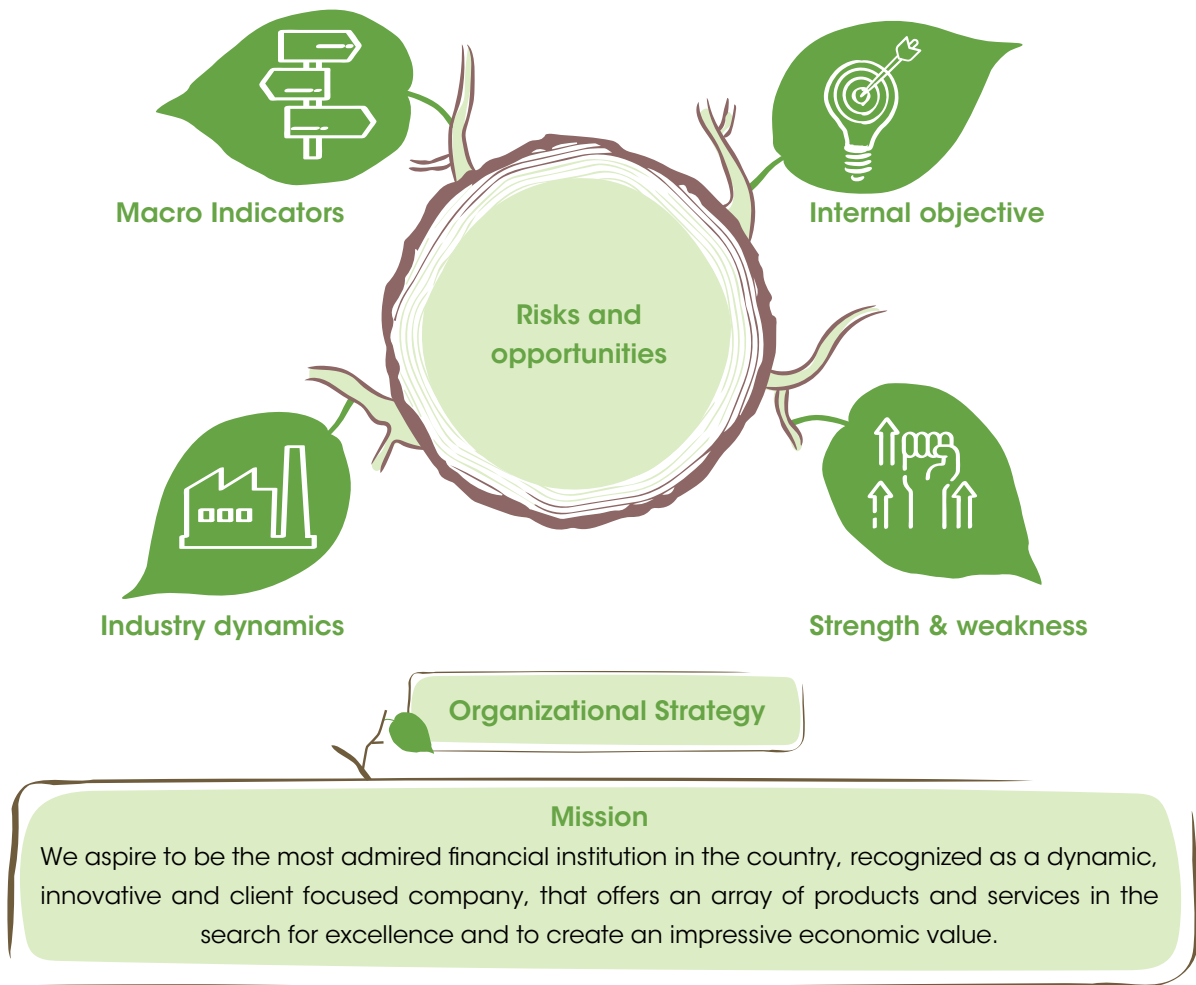 Macro Indicators
Internal objective
Risks and
opportunities
Industry dynamics
Strength & weakness
Organizational Strategy
Mission
We aspire to be the most admired financial institution in the country, recognized as a dynamic,
innovative and client focused company, that offers an array of products and services in the
search for excellence and to create an impressive economic value.